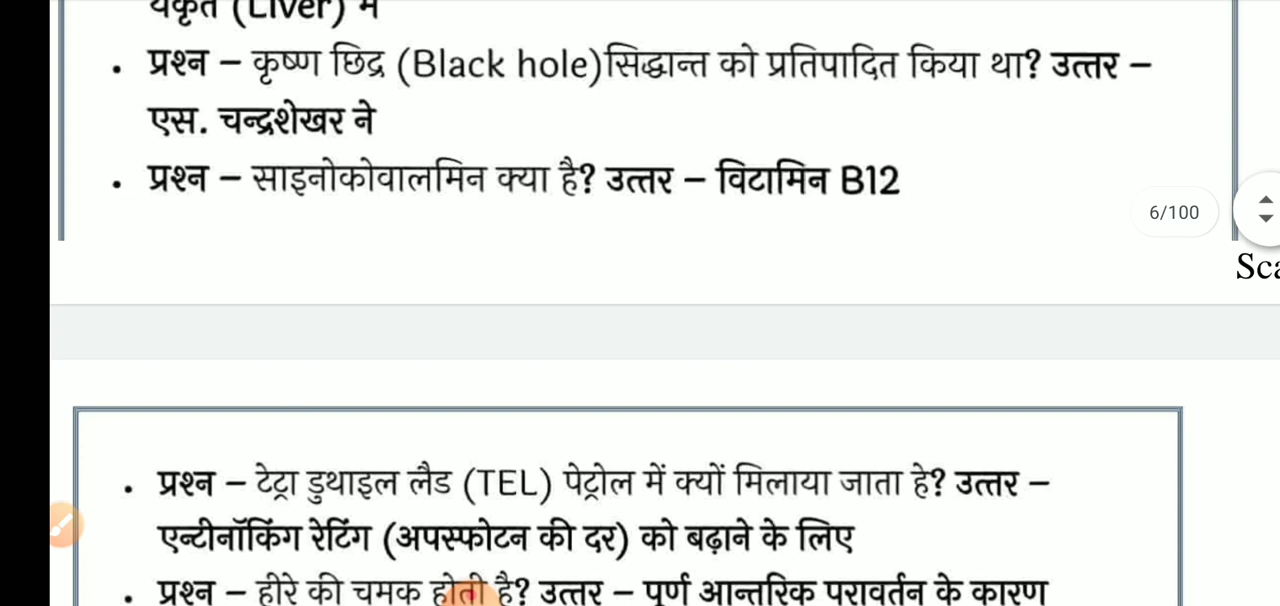 यकृत (Liver) में
• प्रश्न – कृष्ण छिद्र (Black hole)सिद्धान्त को प्रतिपादित किया था? उत्तर –
एस. चन्द्रशेखर ने
• प्रश्न – साइनोकोवालमिन क्या है? उत्तर – विटामिन B12
6/100
• प्रश्न – टेट्रा डुथाइल लैड (TEL) पेट्रोल में क्यों मिलाया जाता हे? उत्तर –
एन्टीनॉकिंग रेटिंग (अपस्फोटन की दर) को बढ़ाने के लिए
• प्रश्न – हीरे की चमक होती है? उत्तर – पूर्ण आन्तरिक परावर्तन के कारण